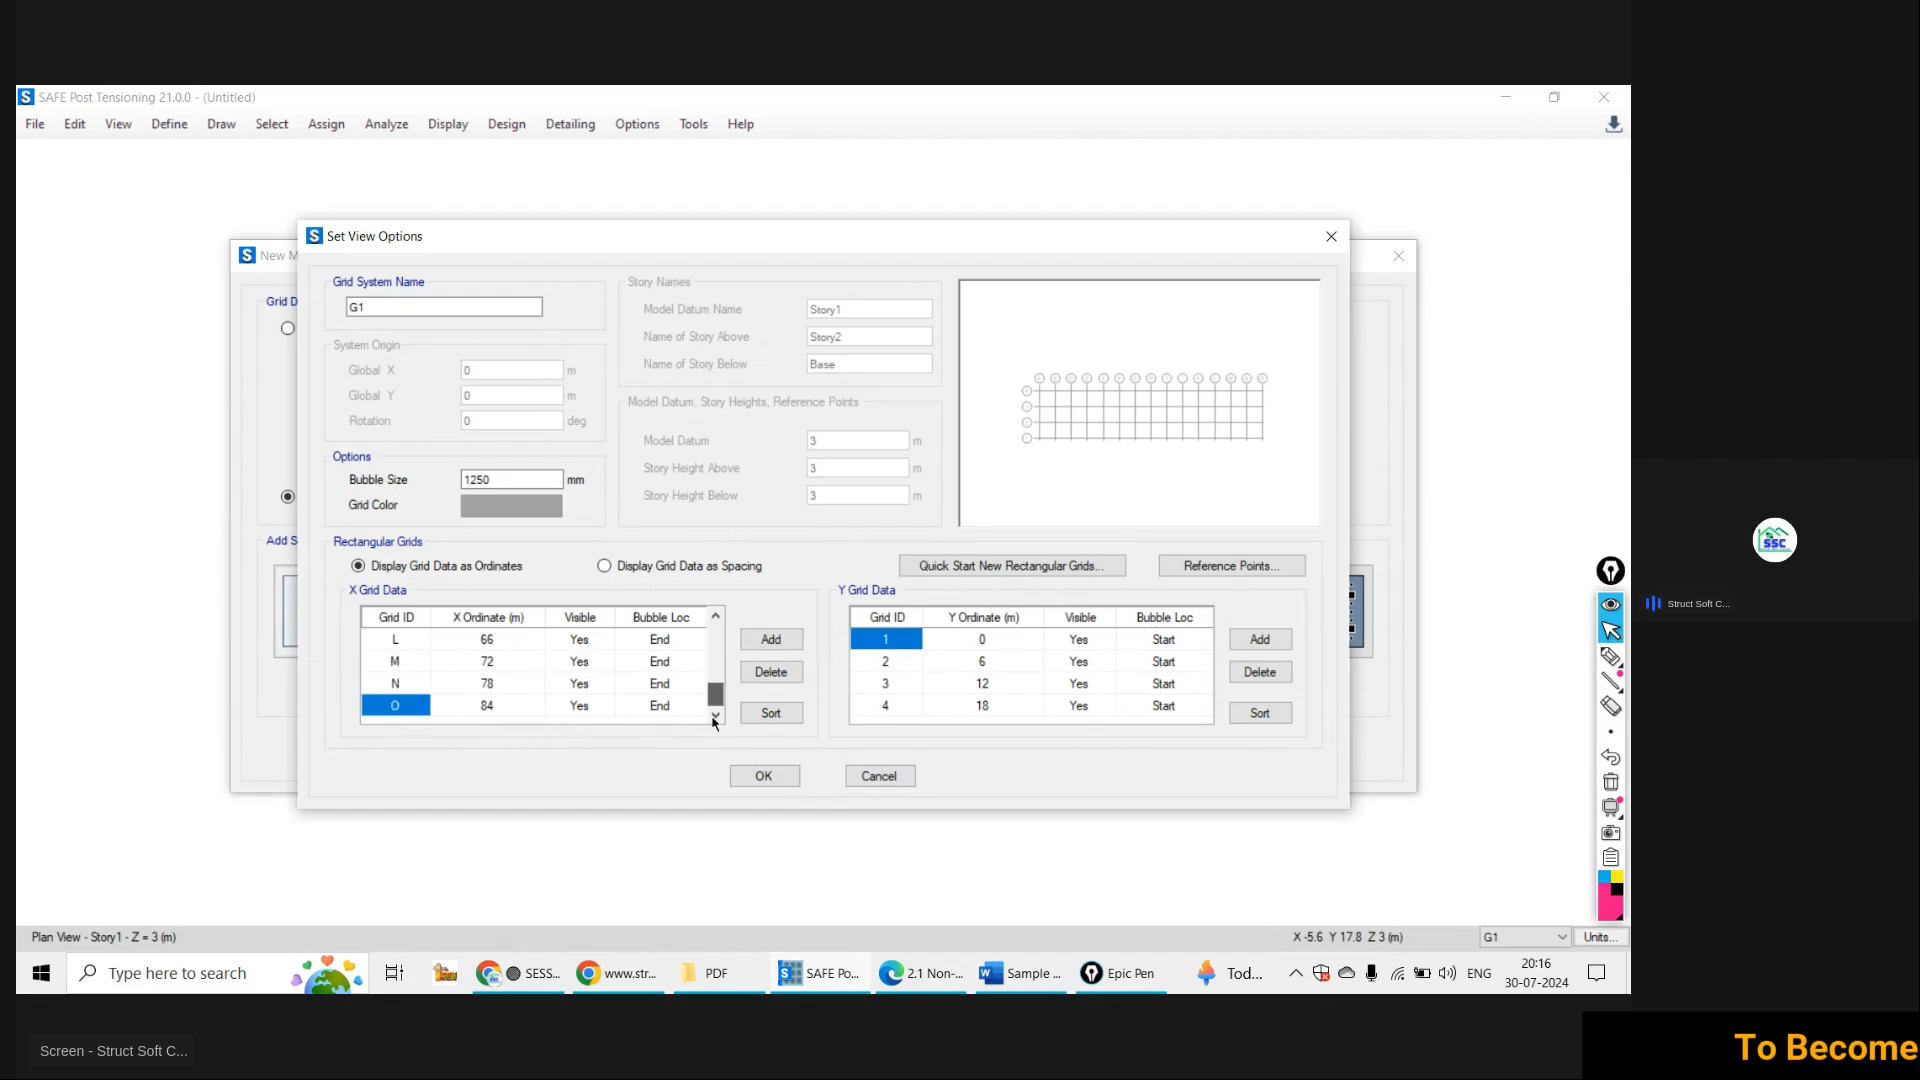 SAFE Post Tensioning 21.0.0 - (Untitled)
File Edit View Define Draw Select Assign Analyze Display Design Detailing Options Tools Help
New M
Set View Options
Grid D
Add S
Grid System Name
G1
System Origin
Global X 0 m
Global Y 0 m
Rotation 0 deg
Options
Bubble Size 1250 mm
Grid Color
Story Names
Model Datum Name Story1
Name of Story Above Story2
Name of Story Below Base
Model Datum, Story Heights, Reference Points
Model Datum 3 m
Story Height Above 3 m
Story Height Below 3 m
Rectangular Grids
Display Grid Data as Ordinates Display Grid Data as Spacing Quick Start New Rectangular Grids... Reference Points...
X Grid Data
Grid ID X Ordinate (m) Visible Bubble Loc
L 66 Yes End
M 72 Yes End
N 78 Yes End
O 84 Yes End
Add
Delete
Sort
Y Grid Data
Grid ID Y Ordinate (m) Visible Bubble Loc
1 0 Yes Start
2 6 Yes Start
3 12 Yes Start
4 18 Yes Start
Add
Delete
Sort
OK Cancel
SSC
Struct Soft C...
Plan View - Story1 - Z = 3 (m)
X -5.6 Y 17.8 Z 3 (m)
G1
Units...
Type here to search
SESS...
www.str...
PDF
SAFE Po...
2.1 Non-...
Sample ...
Epic Pen
Tod...
ENG
20:16
30-07-2024
Screen - Struct Soft C...
To Become